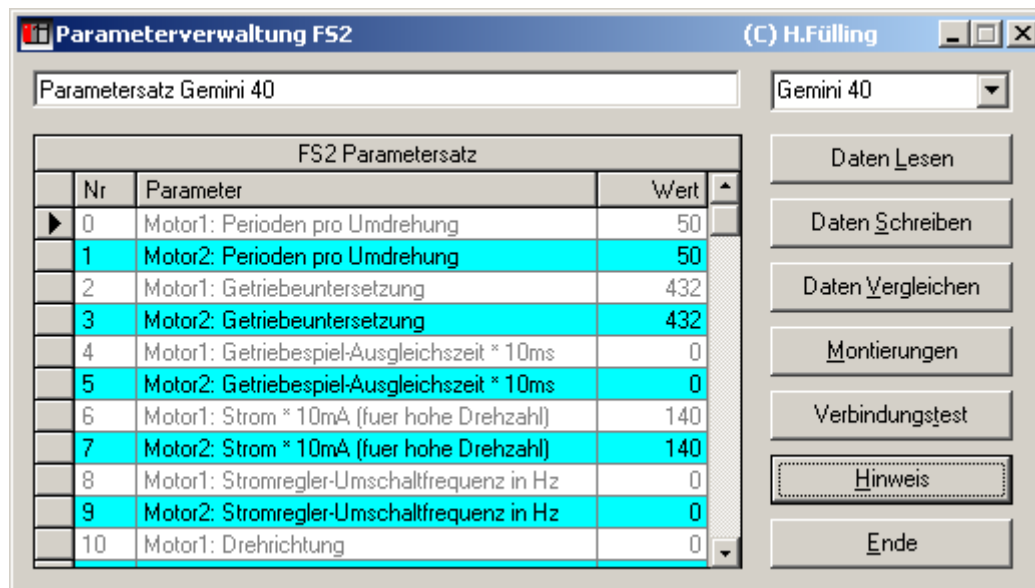 Parameterverwaltung FS2 (C) H.Fülling
Parametersatz Gemini 40
Gemini 40
FS2 Parametersatz
Nr Parameter Wert
0 Motor1: Perioden pro Umdrehung 50
1 Motor2: Perioden pro Umdrehung 50
2 Motor1: Getriebeuntersetzung 432
3 Motor2: Getriebeuntersetzung 432
4 Motor1: Getriebespiel-Ausgleichszeit * 10ms 0
5 Motor2: Getriebespiel-Ausgleichszeit * 10ms 0
6 Motor1: Strom * 10mA (fuer hohe Drehzahl) 140
7 Motor2: Strom * 10mA (fuer hohe Drehzahl) 140
8 Motor1: Stromregler-Umschaltfrequenz in Hz 0
9 Motor2: Stromregler-Umschaltfrequenz in Hz 0
10 Motor1: Drehrichtung 0
Daten Lesen
Daten Schreiben
Daten Vergleichen
Montierungen
Verbindungstest
Hinweis
Ende